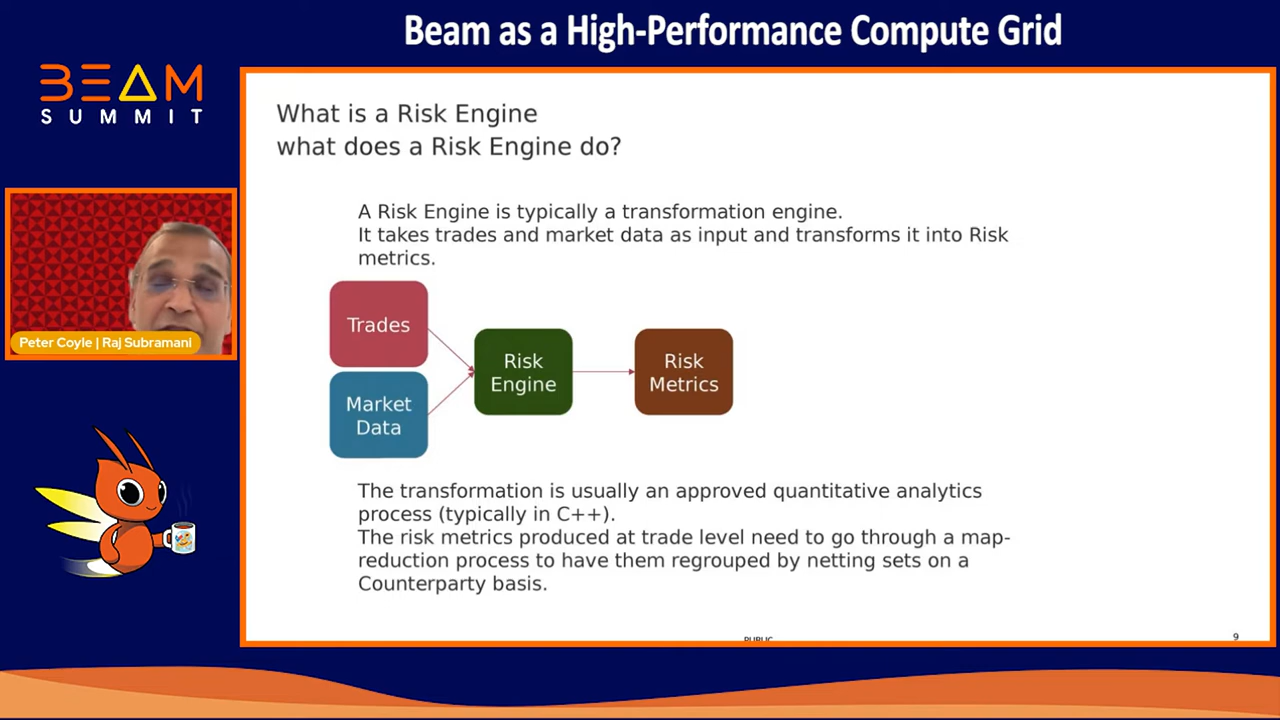 Beam as a High-Performance Compute Grid
BEAM
SUMMIT
What is a Risk Engine
what does a Risk Engine do?
A Risk Engine is typically a transformation engine.
It takes trades and market data as input and transforms it into Risk
metrics.
Trades
Market
Data
Risk
Engine
Risk
Metrics
Peter Coyle | Raj Subramani
The transformation is usually an approved quantitative analytics
process (typically in C++).
The risk metrics produced at trade level need to go through a map-
reduction process to have them regrouped by netting sets on a
Counterparty basis.
PUBLIC
9